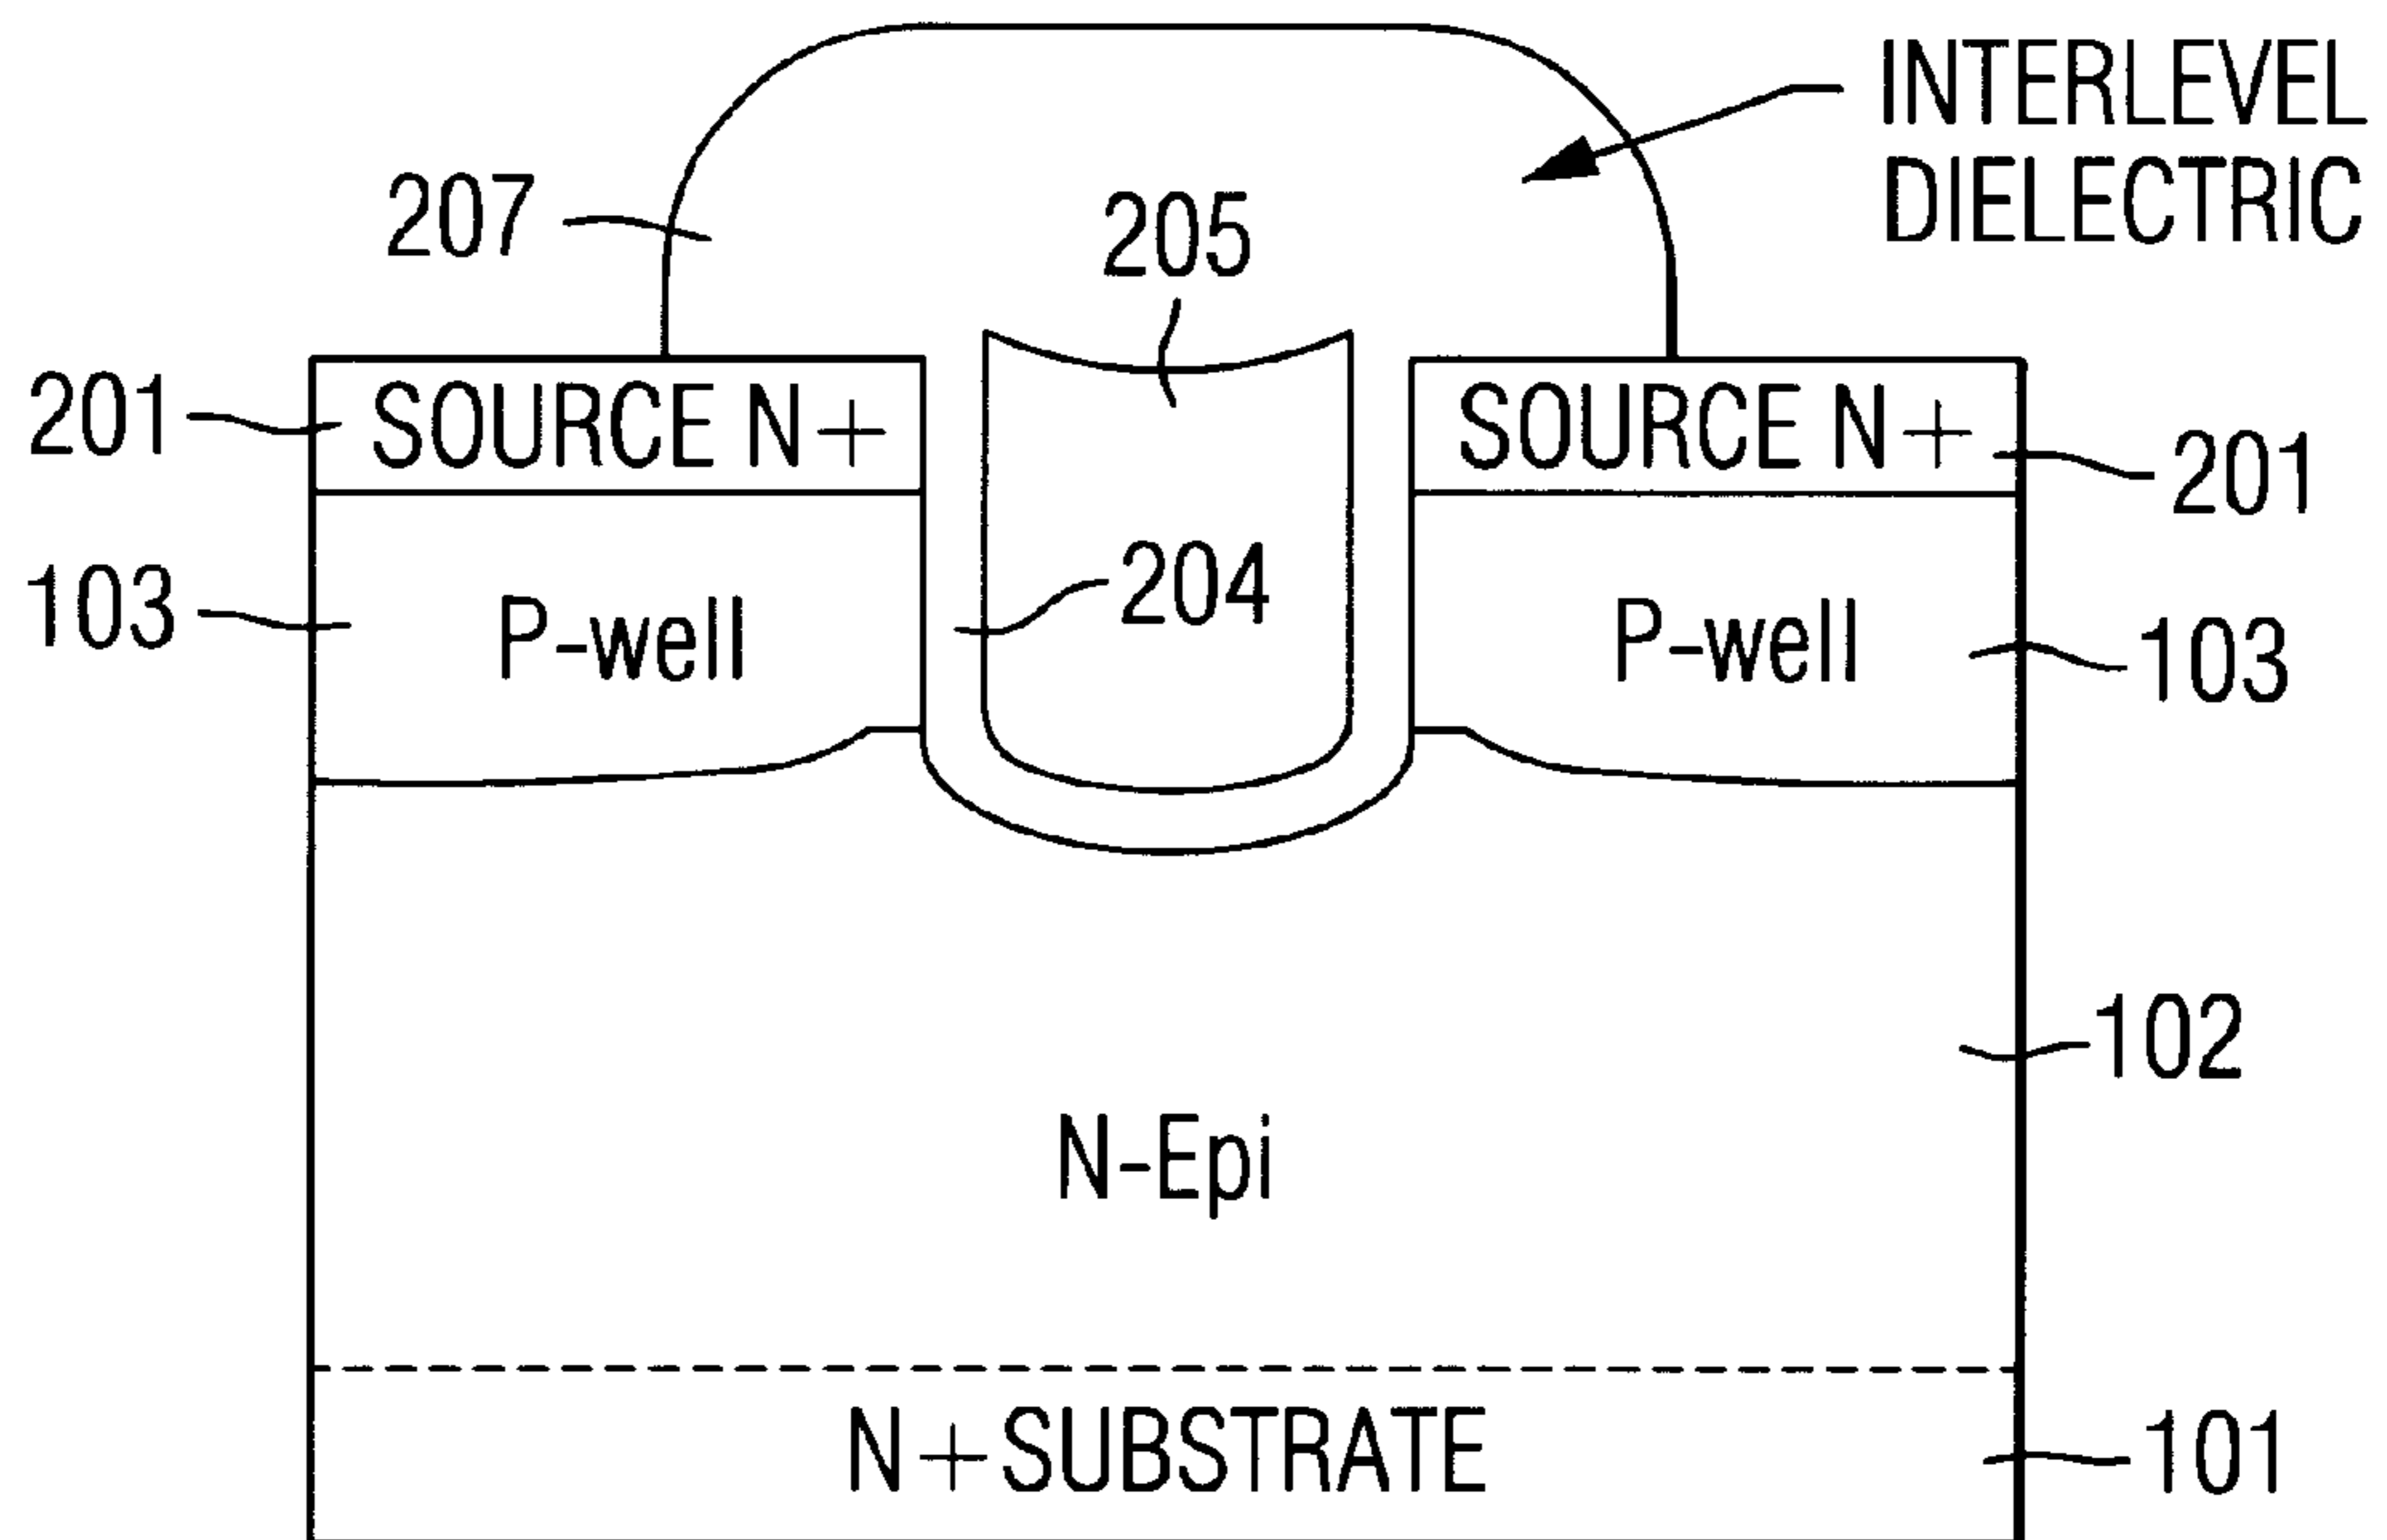 INTERLEVEL
DIELECTRIC
207
205
201
SOURCE N+
SOURCE N+
201
103
P-well
204
P-well
103
102
N-Epi
N+SUBSTRATE
101